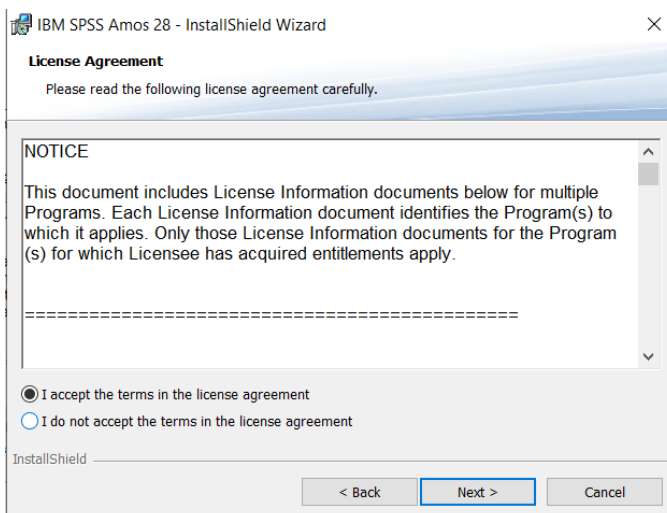 IBM SPSS Amos 28 - InstallShield Wizard
License Agreement
Please read the following license agreement carefully.
NOTICE
This document includes License Information documents below for multiple
Programs. Each License Information document identifies the Program(s) to
which it applies. Only those License Information documents for the Program
(s) for which Licensee has acquired entitlements apply.
==============================================
I accept the terms in the license agreement
I do not accept the terms in the license agreement
InstallShield
< Back Next > Cancel